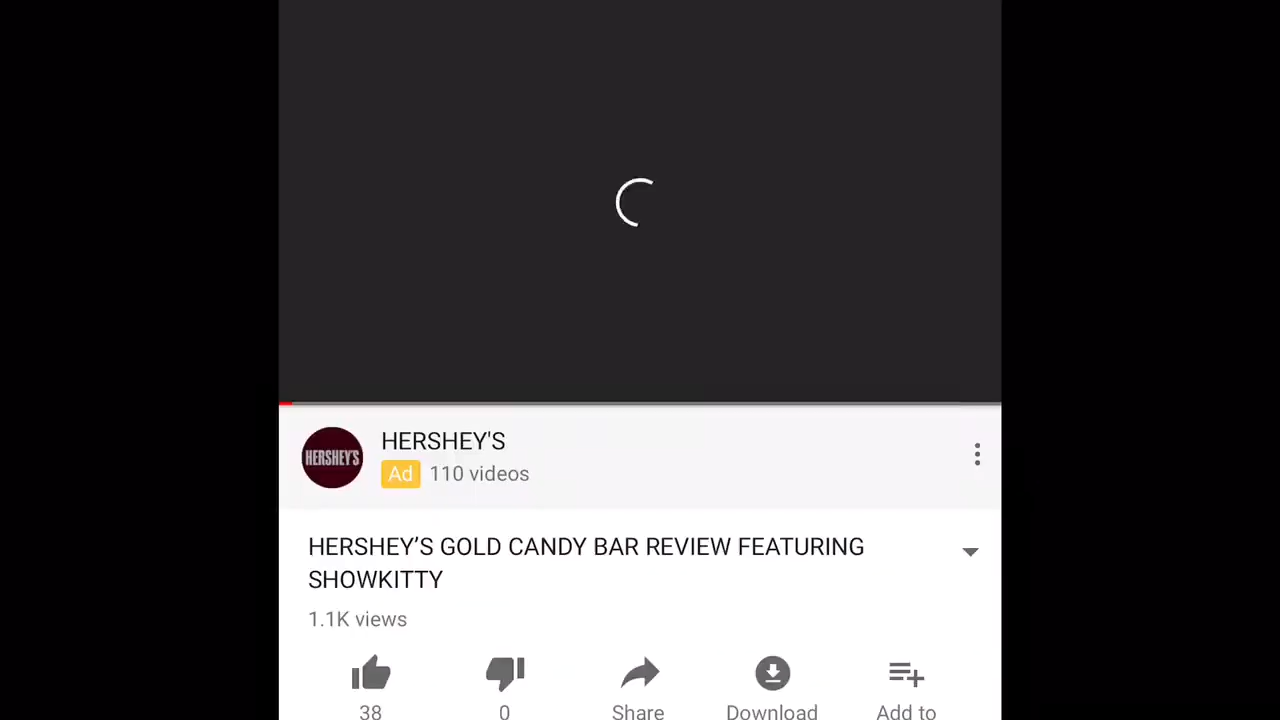 HERSHEY'S
HERSHEY'S
Ad 110 videos
HERSHEY’S GOLD CANDY BAR REVIEW FEATURING
SHOWKITTY
1.1K views
38 0 Share Download Add to